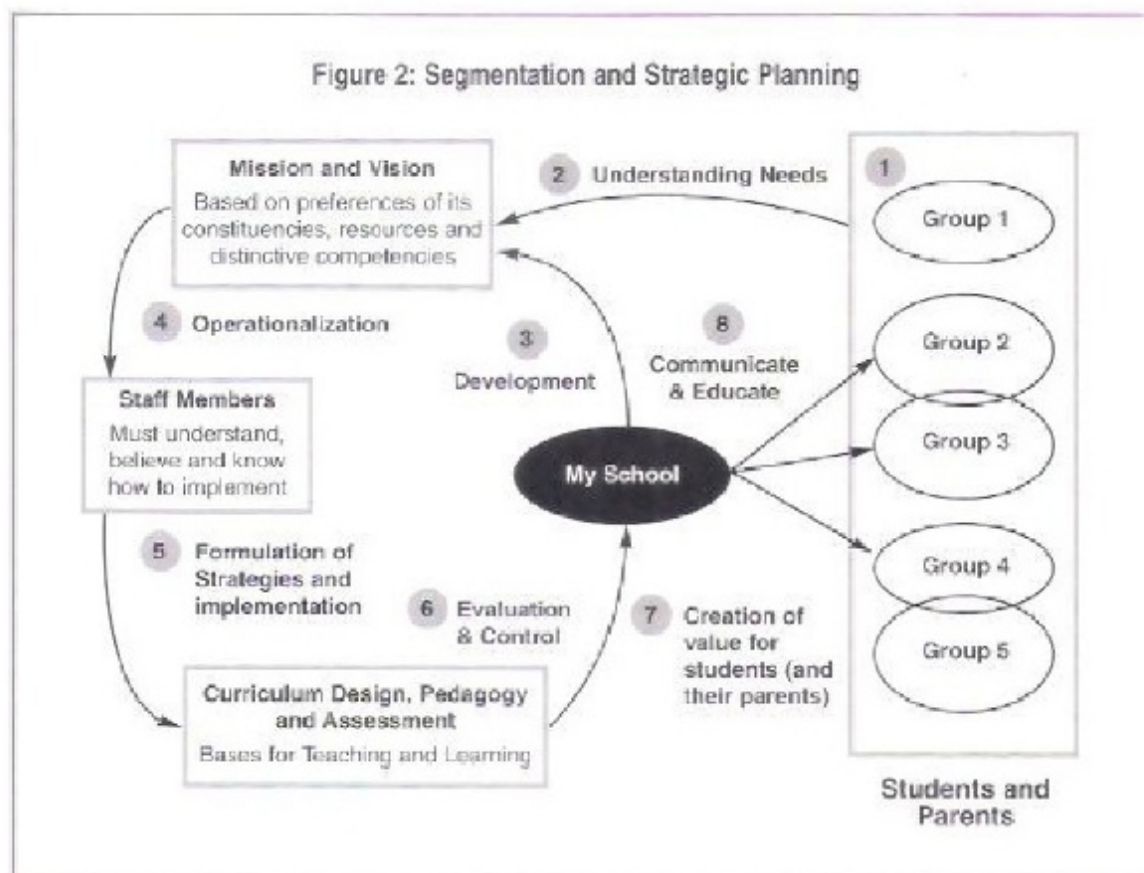 Figure 2: Segmentation and Strategic Planning
Mission and Vision
Based on preferences of its
constituencies, resources and
distinctive competencies
2 Understanding Needs
1
Group 1
4 Operationalization
3
Development
8
Communicate
& Educate
Group 2
Staff Members
Must understand,
believe and know
how to implement
My School
Group 3
5 Formulation of
Strategies and
implementation
6 Evaluation
& Control
7 Creation of
value for
students (and
their parents)
Group 4
Group 5
Curriculum Design, Pedagogy
and Assessment
Bases for Teaching and Learning
Students and
Parents